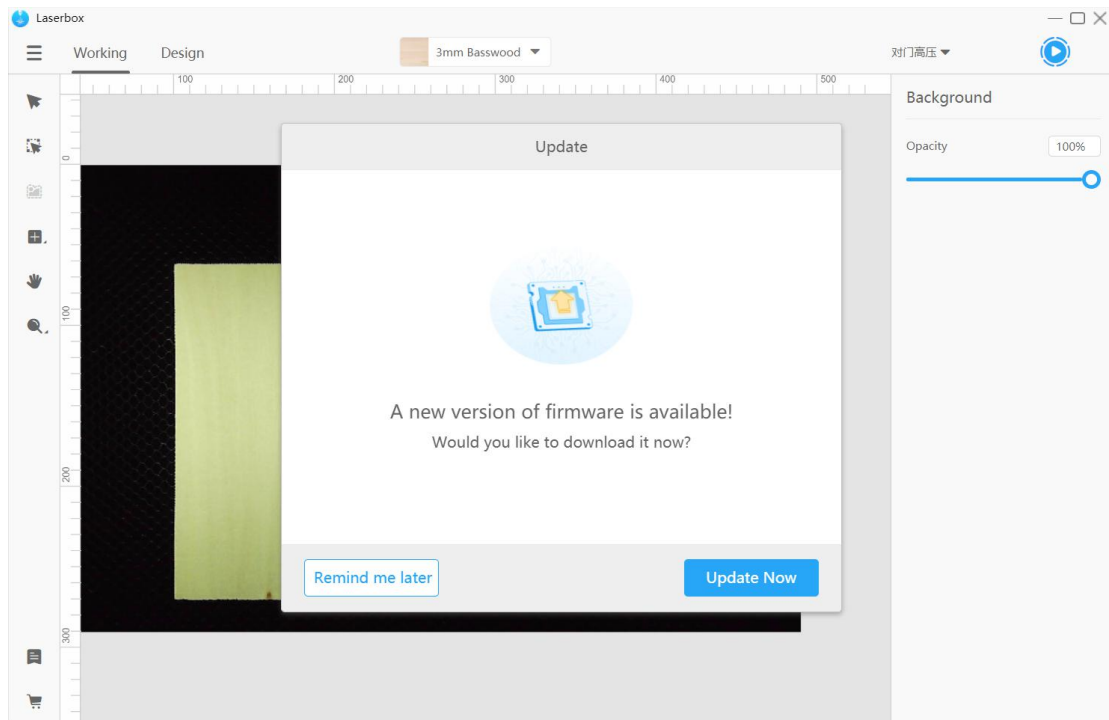 Laserbox
Working Design 3mm Basswood 对门高压
100 200 300 400 500
Background
Opacity 100%
0
100
200
300
Update
A new version of firmware is available!
Would you like to download it now?
Remind me later Update Now